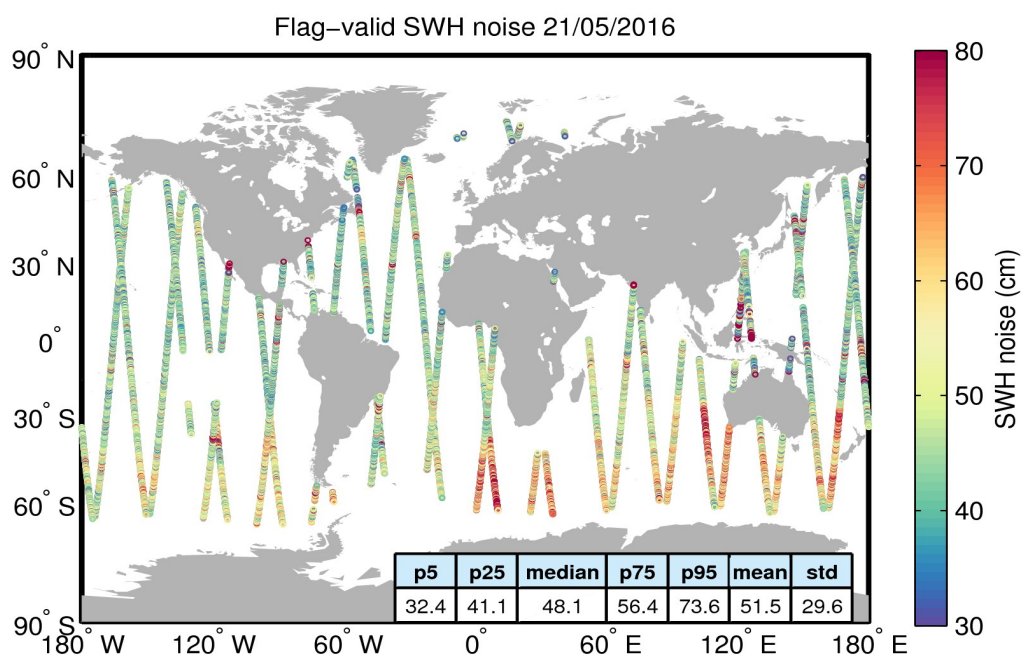 Flag−valid SWH noise 21/05/2016
90° N
60° N
30° N
0°
30° S
60° S
90° S
180° W
120° W
60° W
0°
60° E
120° E
180° E
80
70
60
50
40
30
SWH noise (cm)
p5 p25 median p75 p95 mean std
32.4 41.1 48.1 56.4 73.6 51.5 29.6